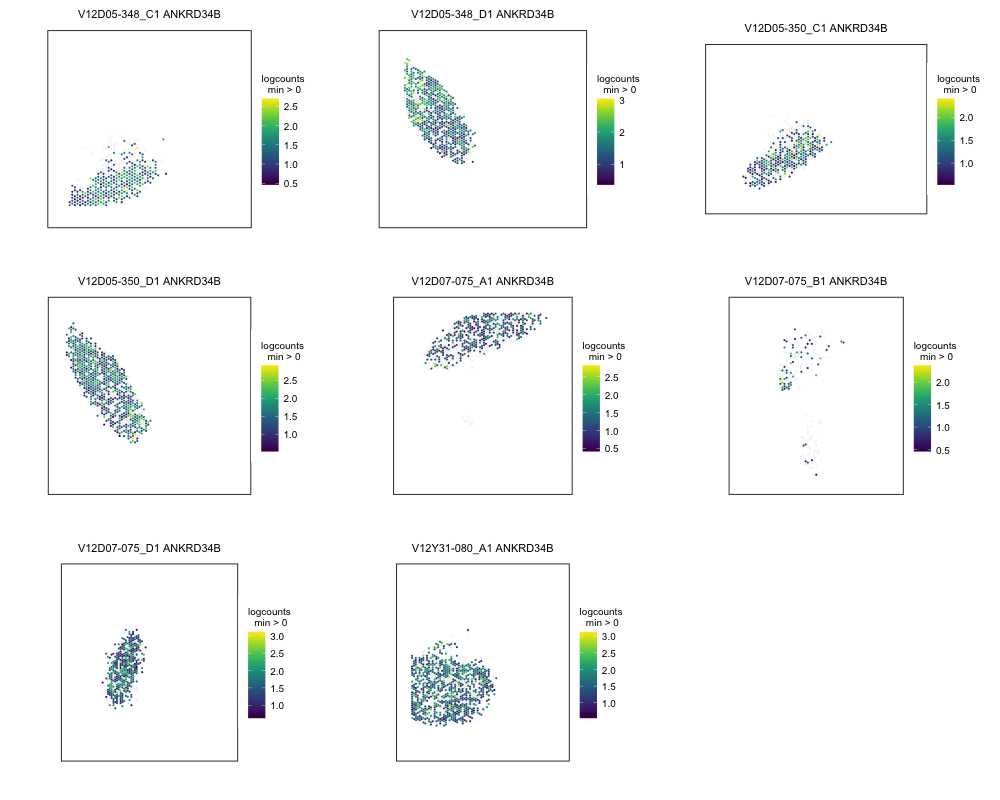 V12D05-348_C1 ANKRD34B
logcounts
min > 0
2.5
2.0
1.5
1.0
0.5
V12D05-348_D1 ANKRD34B
logcounts
min > 0
3
2
1
V12D05-350_C1 ANKRD34B
logcounts
min > 0
2.0
1.5
1.0
V12D05-350_D1 ANKRD34B
logcounts
min > 0
2.5
2.0
1.5
1.0
V12D07-075_A1 ANKRD34B
logcounts
min > 0
2.5
2.0
1.5
1.0
0.5
V12D07-075_B1 ANKRD34B
logcounts
min > 0
2.0
1.5
1.0
0.5
V12D07-075_D1 ANKRD34B
logcounts
min > 0
3.0
2.5
2.0
1.5
1.0
V12Y31-080_A1 ANKRD34B
logcounts
min > 0
3.0
2.5
2.0
1.5
1.0